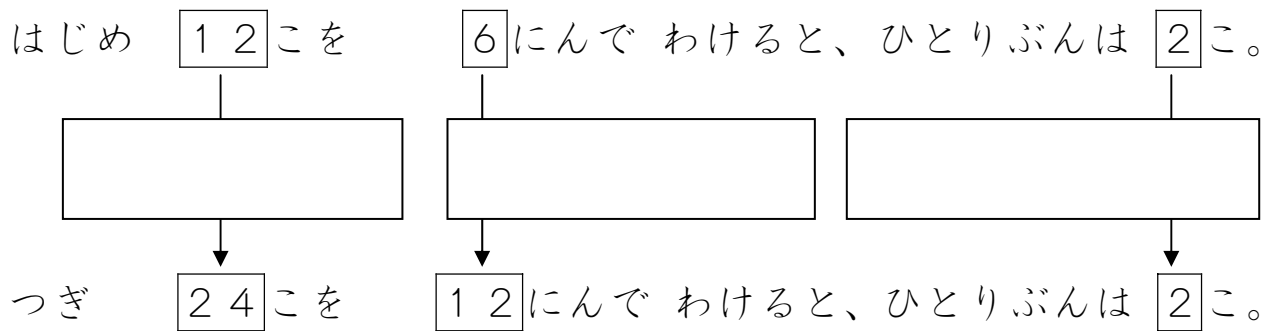 はじめ 12こを 6にんで わけると、ひとりぶんは 2こ。
つぎ 24こを 12にんで わけると、ひとりぶんは 2こ。